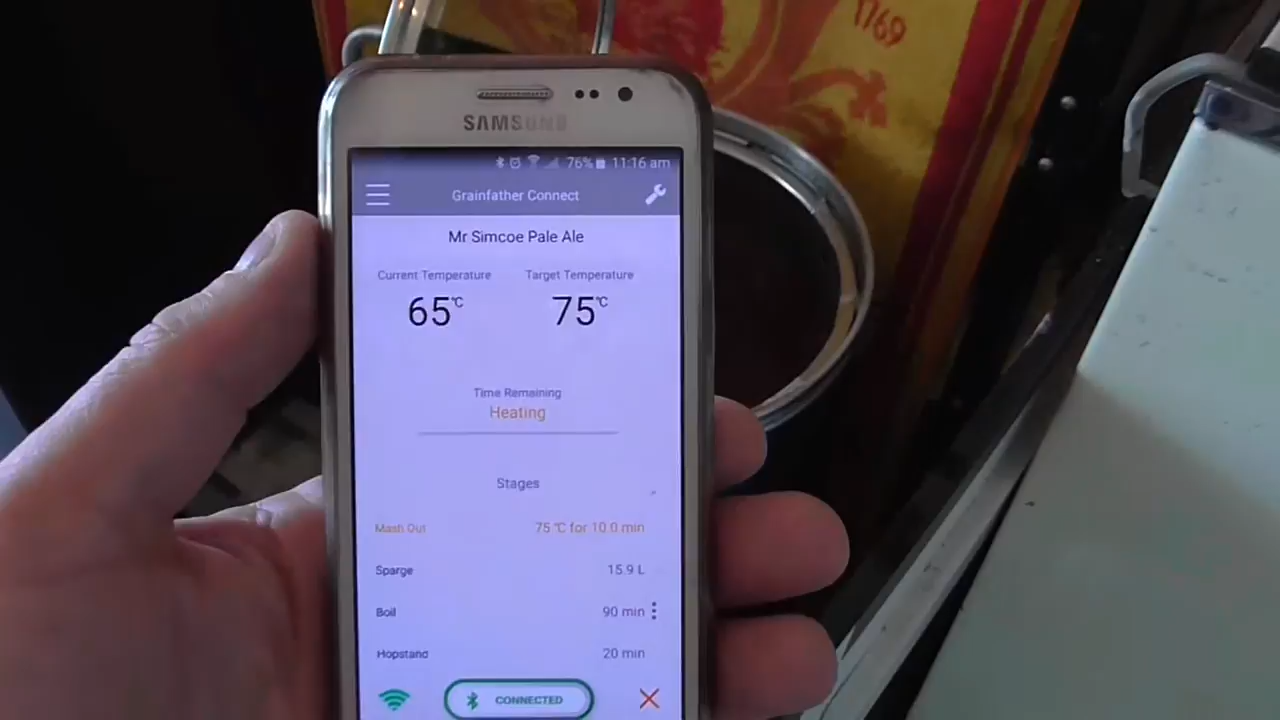 1769
SAMSUNG
76% 11:16 am
Grainfather Connect
Mr Simcoe Pale Ale
Current Temperature Target Temperature
65°C 75°C
Time Remaining
Heating
Stages
Mash Out 75 °C for 10.0 min
Sparge 15.9 L
Boil 90 min
Hopstand 20 min
CONNECTED